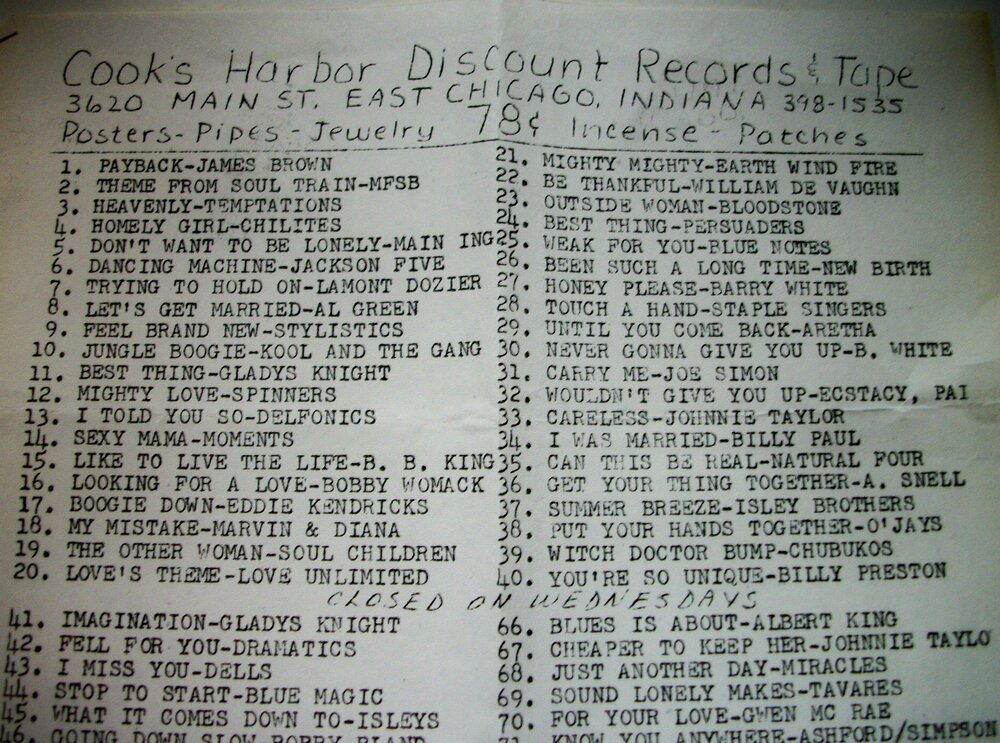 Cook's Harbor Discount Records & Tape
3620 MAIN ST. EAST CHICAGO, INDIANA 398-1535
Posters - Pipes - Jewelry 78¢ Incense - Patches
1. PAYBACK-JAMES BROWN
2. THEME FROM SOUL TRAIN-MFSB
3. HEAVENLY-TEMPTATIONS
4. HOMELY GIRL-CHILITES
5. DON'T WANT TO BE LONELY-MAIN ING
6. DANCING MACHINE-JACKSON FIVE
7. TRYING TO HOLD ON-LAMONT DOZIER
8. LET'S GET MARRIED-AL GREEN
9. FEEL BRAND NEW-STYLISTICS
10. JUNGLE BOOGIE-KOOL AND THE GANG
11. BEST THING-GLADYS KNIGHT
12. MIGHTY LOVE-SPINNERS
13. I TOLD YOU SO-DELFONICS
14. SEXY MAMA-MOMENTS
15. LIKE TO LIVE THE LIFE-B. B. KING
16. LOOKING FOR A LOVE-BOBBY WOMACK
17. BOOGIE DOWN-EDDIE KENDRICKS
18. MY MISTAKE-MARVIN & DIANA
19. THE OTHER WOMAN-SOUL CHILDREN
20. LOVE'S THEME-LOVE UNLIMITED
21. MIGHTY MIGHTY-EARTH WIND FIRE
22. BE THANKFUL-WILLIAM DE VAUGHN
23. OUTSIDE WOMAN-BLOODSTONE
24. BEST THING-PERSUADERS
25. WEAK FOR YOU-BLUE NOTES
26. BEEN SUCH A LONG TIME-NEW BIRTH
27. HONEY PLEASE-BARRY WHITE
28. TOUCH A HAND-STAPLE SINGERS
29. UNTIL YOU COME BACK-ARETHA
30. NEVER GONNA GIVE YOU UP-B. WHITE
31. CARRY ME-JOE SIMON
32. WOULDN'T GIVE YOU UP-ECSTACY, PAI
33. CARELESS-JOHNNIE TAYLOR
34. I WAS MARRIED-BILLY PAUL
35. CAN THIS BE REAL-NATURAL FOUR
36. GET YOUR THING TOGETHER-A. SNELL
37. SUMMER BREEZE-ISLEY BROTHERS
38. PUT YOUR HANDS TOGETHER-O'JAYS
39. WITCH DOCTOR BUMP-CHUBUKOS
40. YOU'RE SO UNIQUE-BILLY PRESTON
CLOSED ON WEDNESDAYS
41. IMAGINATION-GLADYS KNIGHT
42. FELL FOR YOU-DRAMATICS
43. I MISS YOU-DELLS
44. STOP TO START-BLUE MAGIC
45. WHAT IT COMES DOWN TO-ISLEYS
46. GOING DOWN SLOW-BOBBY BLAND
66. BLUES IS ABOUT-ALBERT KING
67. CHEAPER TO KEEP HER-JOHNNIE TAYLO
68. JUST ANOTHER DAY-MIRACLES
69. SOUND LONELY MAKES-TAVARES
70. FOR YOUR LOVE-GWEN MC RAE
71. KNOW YOU ANYWHERE-ASHFORD/SIMPSON